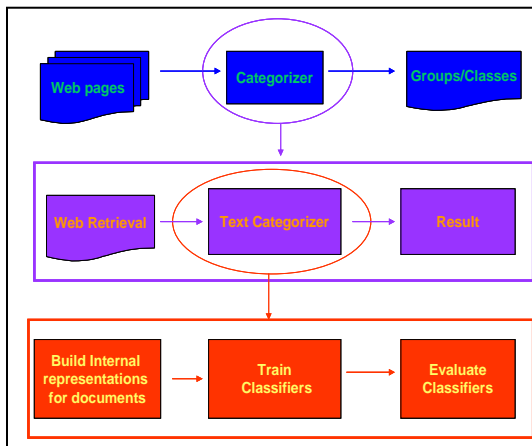 Web pages
Categorizer
Groups/Classes
Web Retrieval
Text Categorizer
Result
Build Internal
representations
for documents
Train
Classifiers
Evaluate
Classifiers